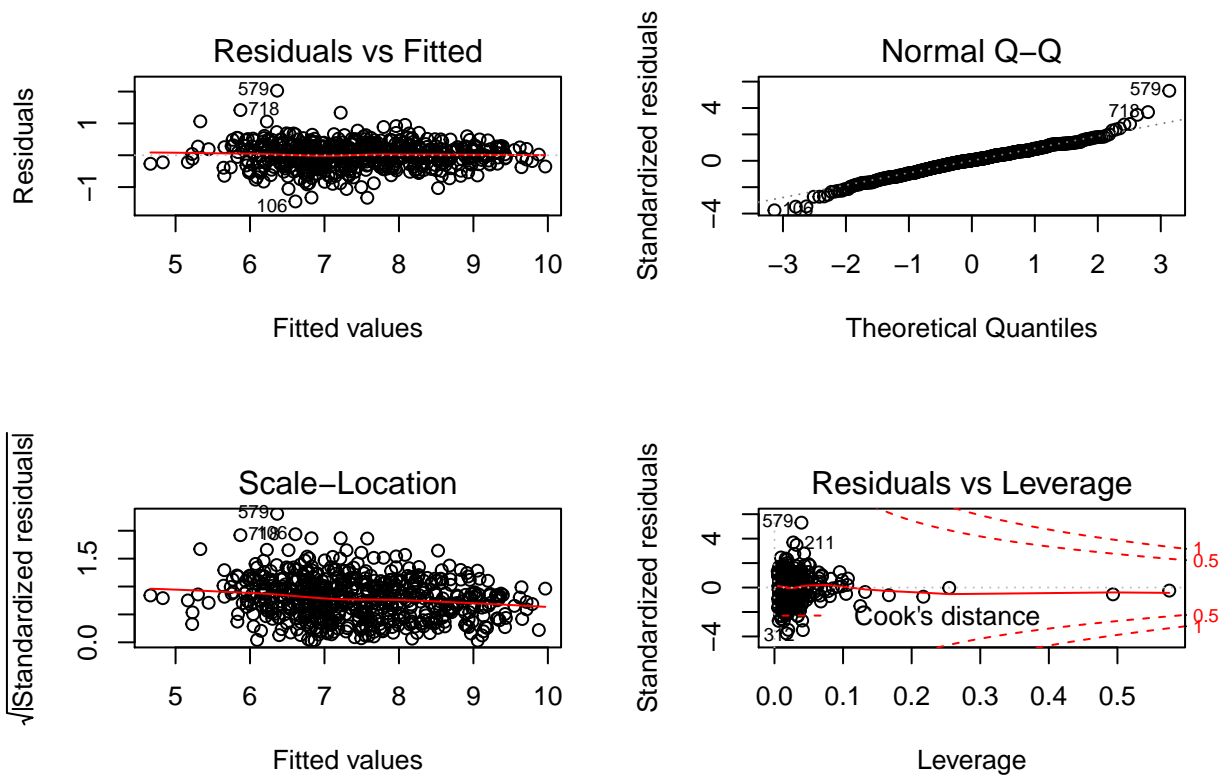 Residuals vs Fitted
Residuals
1
−1
579
718
106
5 6 7 8 9 10
Fitted values
Normal Q−Q
Standardized residuals
4
0
−4
579
718
106
−3 −2 −1 0 1 2 3
Theoretical Quantiles
Scale−Location
√|Standardized residuals|
1.5
0.0
579
718
106
5 6 7 8 9 10
Fitted values
Residuals vs Leverage
Standardized residuals
4
0
−4
579
211
312
Cook's distance
1
0.5
0.5
1
0.0 0.1 0.2 0.3 0.4 0.5
Leverage